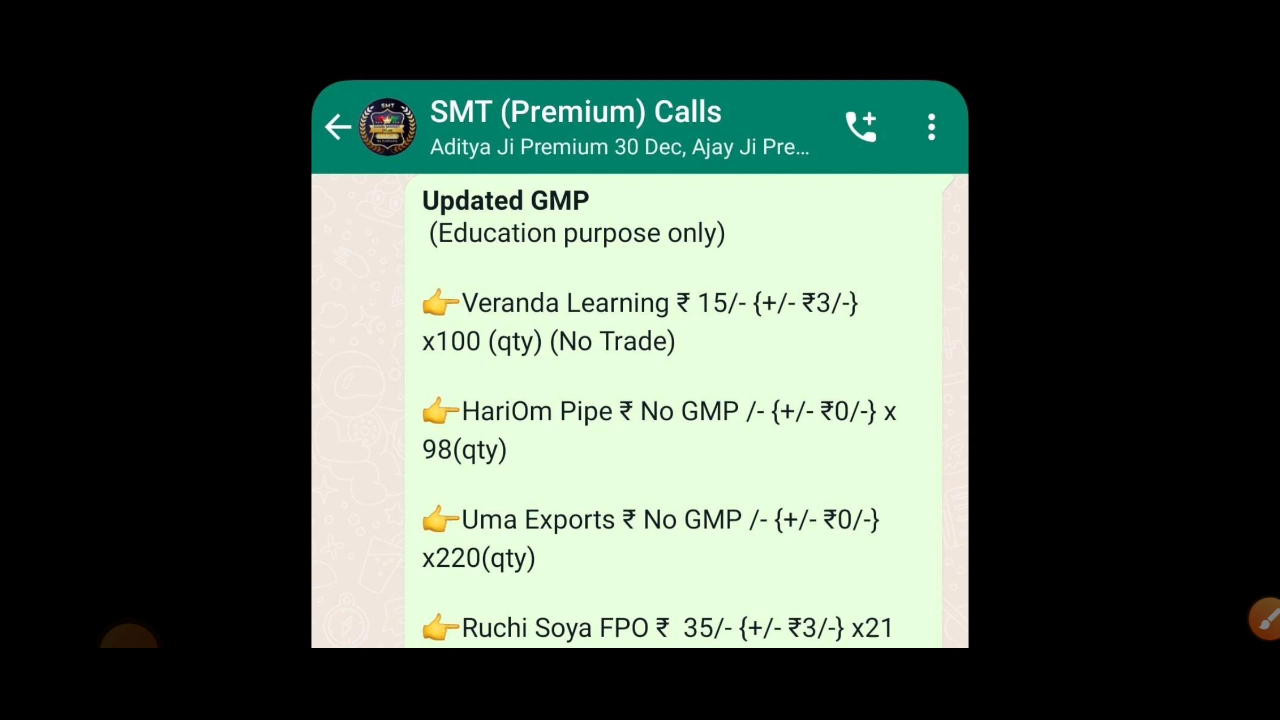 SMT (Premium) Calls
Aditya Ji Premium 30 Dec, Ajay Ji Pre...
Updated GMP
(Education purpose only)
👉Veranda Learning ₹ 15/- {+/- ₹3/-}
x100 (qty) (No Trade)
👉HariOm Pipe ₹ No GMP /- {+/- ₹0/-} x
98(qty)
👉Uma Exports ₹ No GMP /- {+/- ₹0/-}
x220(qty)
👉Ruchi Soya FPO ₹  35/- {+/- ₹3/-} x21